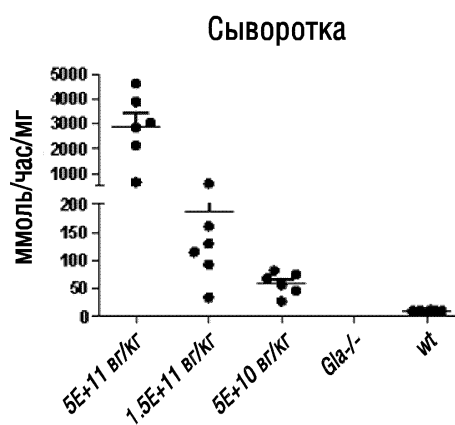 Сыворотка
ммоль/час/мг
5000
4000
3000
2000
1000
200
150
100
50
0
5E+11 вг/кг
1.5E+11 вг/кг
5E+10 вг/кг
Gla-/-
wt